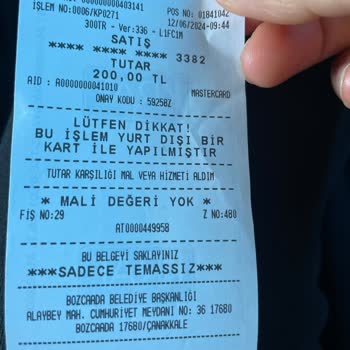 000000000403141
İŞLEM NO:0006/KP0271
POS NO: 01841042
300TR - Ver:336 - L1FC1M
12/06/2024-09:44
SATIŞ
**** **** **** 3382
TUTAR
200,00 TL
AID : A0000000041010
MASTERCARD
ONAY KODU : 59258Z
LÜTFEN DİKKAT!
BU İŞLEM YURT DIŞI BİR
KART İLE YAPILMIŞTIR
TUTAR KARŞILIĞI MAL VEYA HİZMETİ ALDIM
* MALİ DEĞERİ YOK *
FİŞ NO:29 Z NO:480
AT0000449958
BU BELGEYİ SAKLAYINIZ
***SADECE TEMASSIZ***
BOZCAADA BELEDİYE BAŞKANLIĞI
ALAYBEY MAH. CUMHURİYET MEYDANI NO: 36 17680
BOZCAADA 17680/ÇANAKKALE